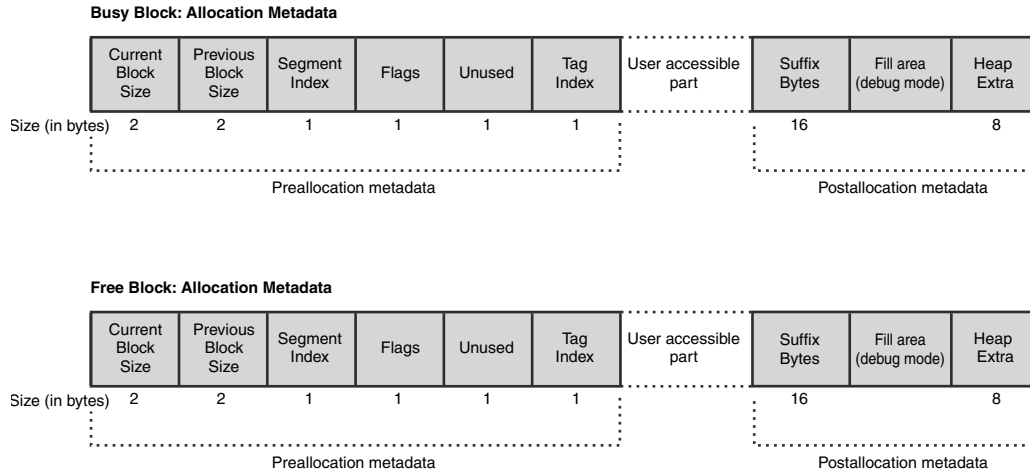 Busy Block: Allocation Metadata
Current Block Size
Previous Block Size
Segment Index
Flags
Unused
Tag Index
User accessible part
Suffix Bytes
Fill area (debug mode)
Heap Extra
Size (in bytes) 2 2 1 1 1 1 16 8
Preallocation metadata
Postallocation metadata
Free Block: Allocation Metadata
Current Block Size
Previous Block Size
Segment Index
Flags
Unused
Tag Index
User accessible part
Suffix Bytes
Fill area (debug mode)
Heap Extra
Size (in bytes) 2 2 1 1 1 1 16 8
Preallocation metadata
Postallocation metadata